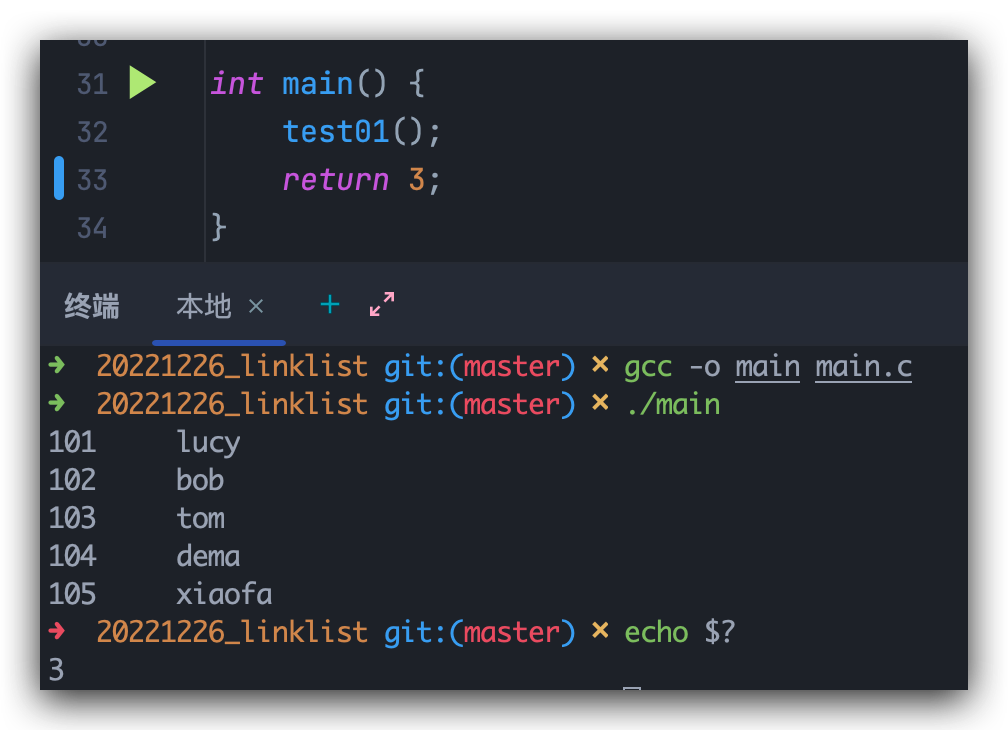 31 int main() {
32 test01();
33 return 3;
34 }
终端 本地 × +
➜ 20221226_linklist git:(master) ✗ gcc -o main main.c
➜ 20221226_linklist git:(master) ✗ ./main
101 lucy
102 bob
103 tom
104 dema
105 xiaofa
➜ 20221226_linklist git:(master) ✗ echo $?
3